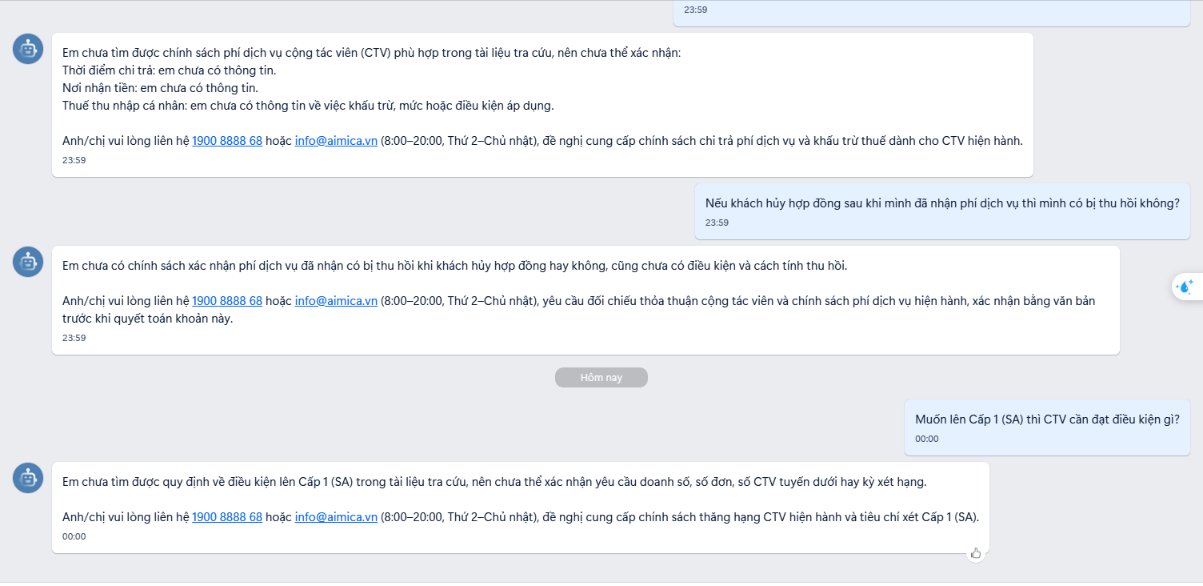 23:59
Em chưa tìm được chính sách phí dịch vụ cộng tác viên (CTV) phù hợp trong tài liệu tra cứu, nên chưa thể xác nhận:
Thời điểm chi trả: em chưa có thông tin.
Nơi nhận tiền: em chưa có thông tin.
Thuế thu nhập cá nhân: em chưa có thông tin về việc khấu trừ, mức hoặc điều kiện áp dụng.
Anh/chị vui lòng liên hệ 1900 8888 68 hoặc info@aimica.vn (8:00–20:00, Thứ 2–Chủ nhật), đề nghị cung cấp chính sách chi trả phí dịch vụ và khấu trừ thuế dành cho CTV hiện hành.
23:59
Nếu khách hủy hợp đồng sau khi mình đã nhận phí dịch vụ thì mình có bị thu hồi không?
23:59
Em chưa có chính sách xác nhận phí dịch vụ đã nhận có bị thu hồi khi khách hủy hợp đồng hay không, cũng chưa có điều kiện và cách tính thu hồi.
Anh/chị vui lòng liên hệ 1900 8888 68 hoặc info@aimica.vn (8:00–20:00, Thứ 2–Chủ nhật), yêu cầu đối chiếu thỏa thuận cộng tác viên và chính sách phí dịch vụ hiện hành, xác nhận bằng văn bản
trước khi quyết toán khoản này.
23:59
Hôm nay
Muốn lên Cấp 1 (SA) thì CTV cần đạt điều kiện gì?
00:00
Em chưa tìm được quy định về điều kiện lên Cấp 1 (SA) trong tài liệu tra cứu, nên chưa thể xác nhận yêu cầu doanh số, số đơn, số CTV tuyến dưới hay kỳ xét hạng.
Anh/chị vui lòng liên hệ 1900 8888 68 hoặc info@aimica.vn (8:00–20:00, Thứ 2–Chủ nhật), đề nghị cung cấp chính sách thăng hạng CTV hiện hành và tiêu chí xét Cấp 1 (SA).
00:00